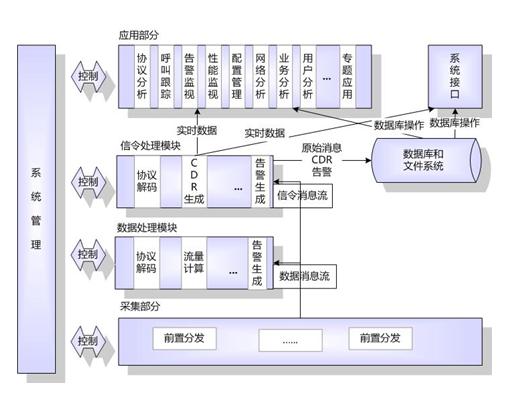 应用部分
协议分析
呼叫跟踪
告警监视
性能监视
配置管理
网络分析
业务分析
用户分析
...
专题应用
系统接口
控制
实时数据
实时数据
数据库操作
数据库操作
信令处理模块
协议解码
CDR生成
...
告警生成
原始消息
CDR
告警
数据库和
文件系统
控制
信令消息流
系统管理
数据处理模块
协议解码
流量计算
...
告警生成
控制
数据消息流
采集部分
前置分发
......
前置分发
控制